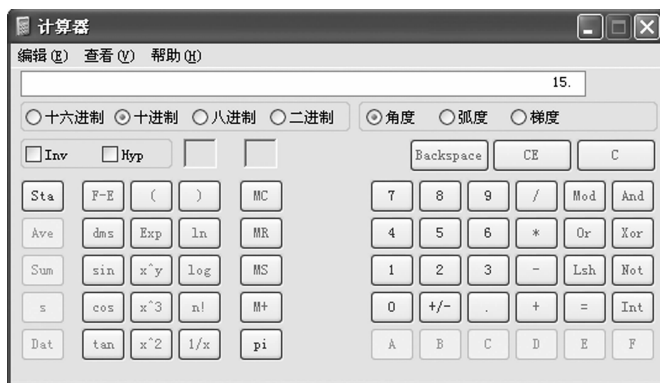 计算器
编辑(E) 查看(V) 帮助(H)
15.
十六进制 十进制 八进制 二进制 角度 弧度 梯度
Inv Hyp Backspace CE C
Sta F-E ( ) MC 7 8 9 / Mod And
Ave dms Exp ln MR 4 5 6 * Or Xor
Sum sin x^y log MS 1 2 3 - Lsh Not
s cos x^3 n! M+ 0 +/- . + = Int
Dat tan x^2 1/x pi A B C D E F